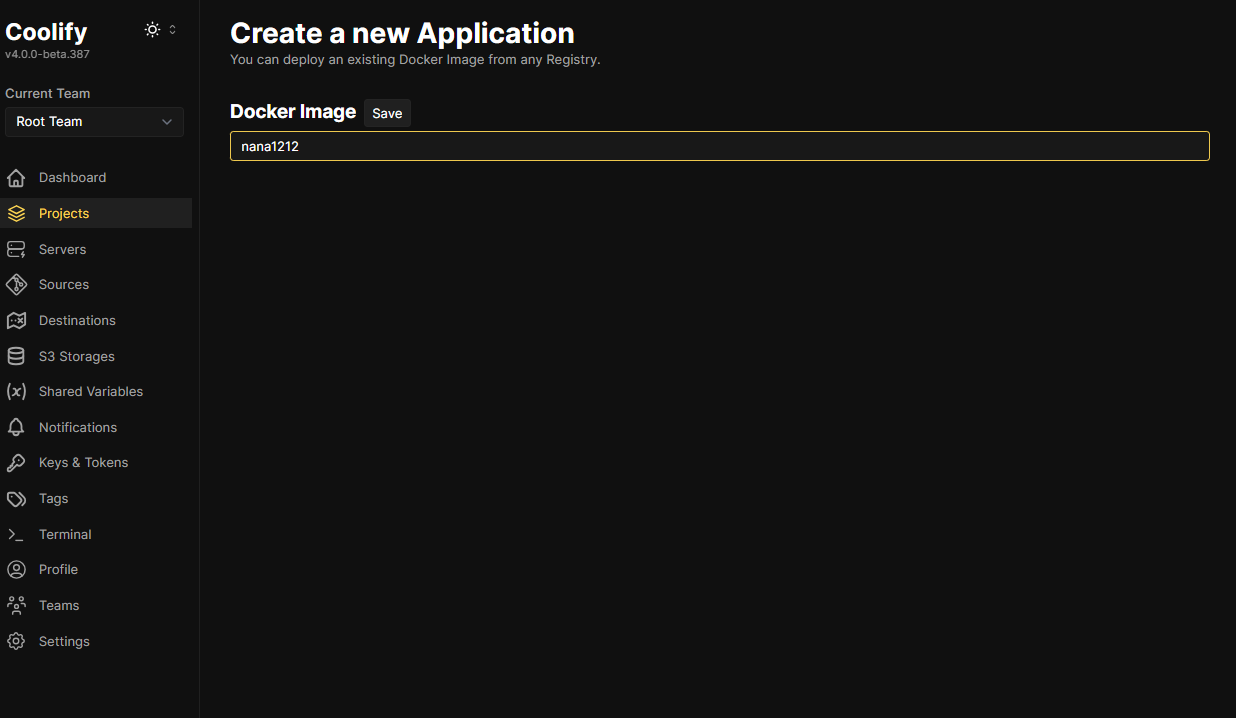 Coolify
v4.0.0-beta.387
Current Team
Root Team
Dashboard
Projects
Servers
Sources
Destinations
S3 Storages
Shared Variables
Notifications
Keys & Tokens
Tags
Terminal
Profile
Teams
Settings
Create a new Application
You can deploy an existing Docker Image from any Registry.
Docker Image Save
nana1212